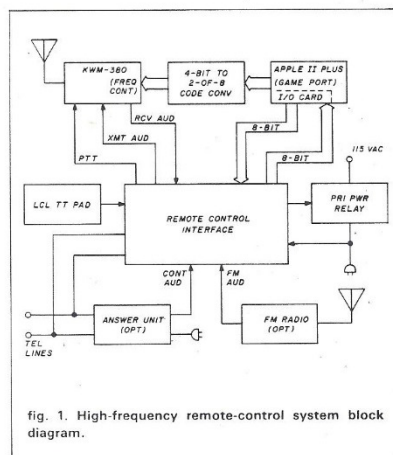 KWM-380
(FREQ
CONT)
4-BIT TO
2-OF-8
CODE CONV
APPLE II PLUS
(GAME PORT)
I/O CARD
RCV AUD
8-BIT
XMT AUD
PTT
8-BIT
115 VAC
LCL TT PAD
REMOTE CONTROL
INTERFACE
PRI PWR
RELAY
CONT
AUD
FM
AUD
TEL
LINES
ANSWER UNIT
(OPT)
FM RADIO
(OPT)
fig. 1. High-frequency remote-control system block
diagram.